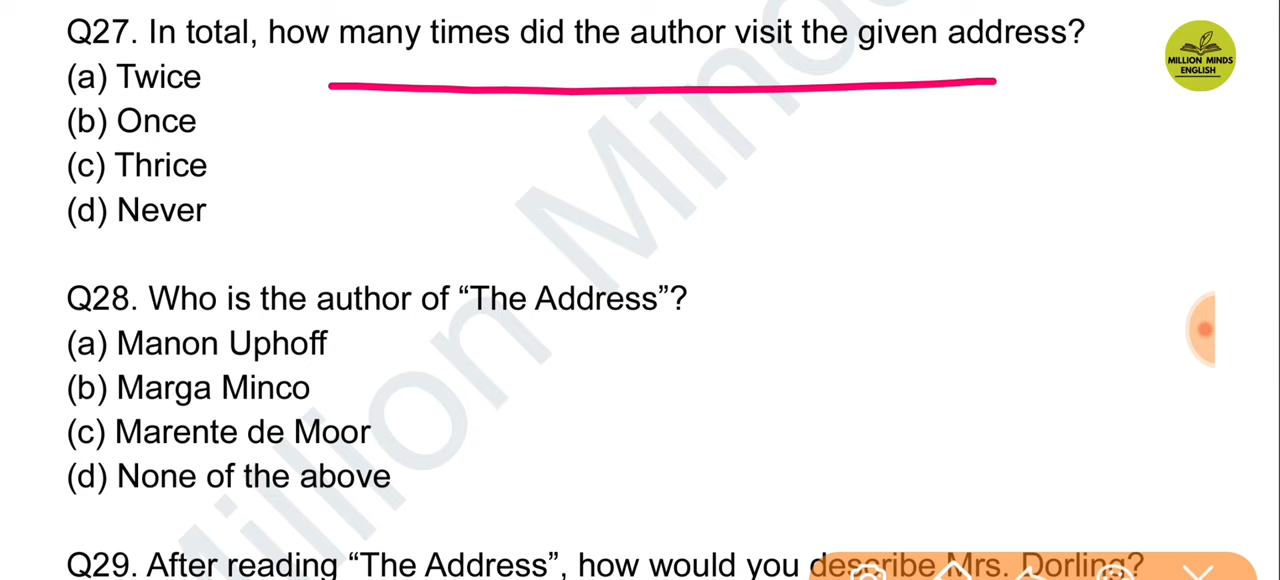 Q27. In total, how many times did the author visit the given address?
(a) Twice
(b) Once
(c) Thrice
(d) Never
MILLION MINDS
ENGLISH
Q28. Who is the author of “The Address”?
(a) Manon Uphoff
(b) Marga Minco
(c) Marente de Moor
(d) None of the above
Q29. After reading “The Address”, how would you describe Mrs. Dorling?
Million Minds